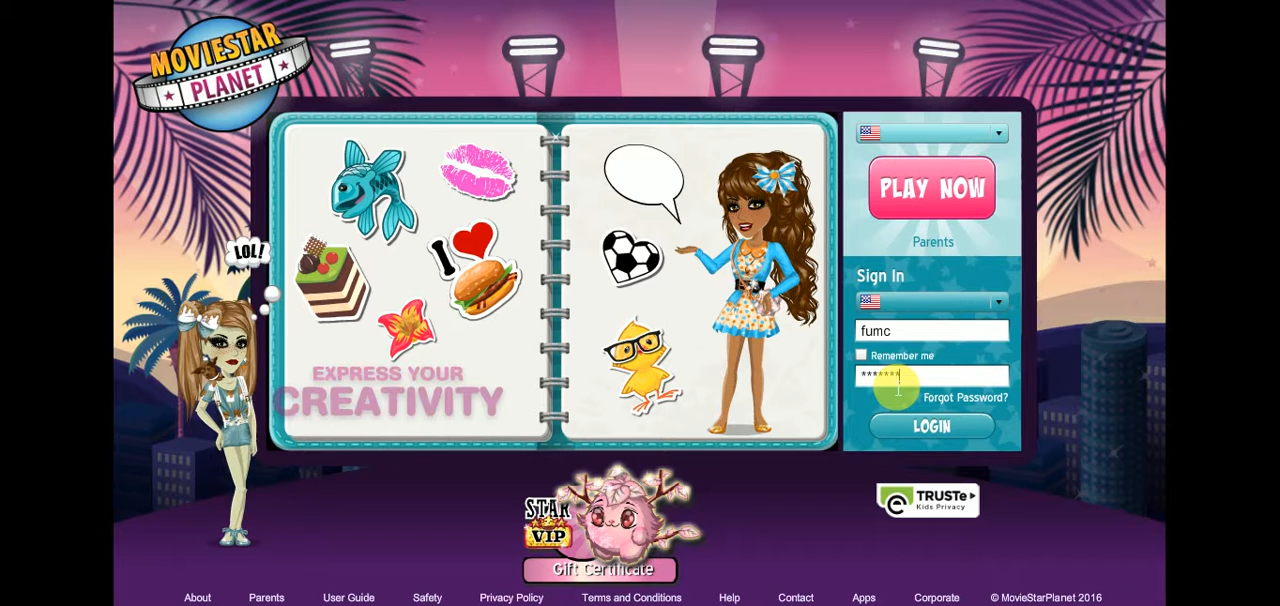 MOVIESTAR
PLANET
LOL!
I
EXPRESS YOUR
CREATIVITY
PLAY NOW
Parents
Sign In
fumc
Remember me
*******
Forgot Password?
LOGIN
STAR
VIP
Gift Certificate
TRUSTe
Kids Privacy
About Parents User Guide Safety Privacy Policy Terms and Conditions Help Contact Apps Corporate © MovieStarPlanet 2016